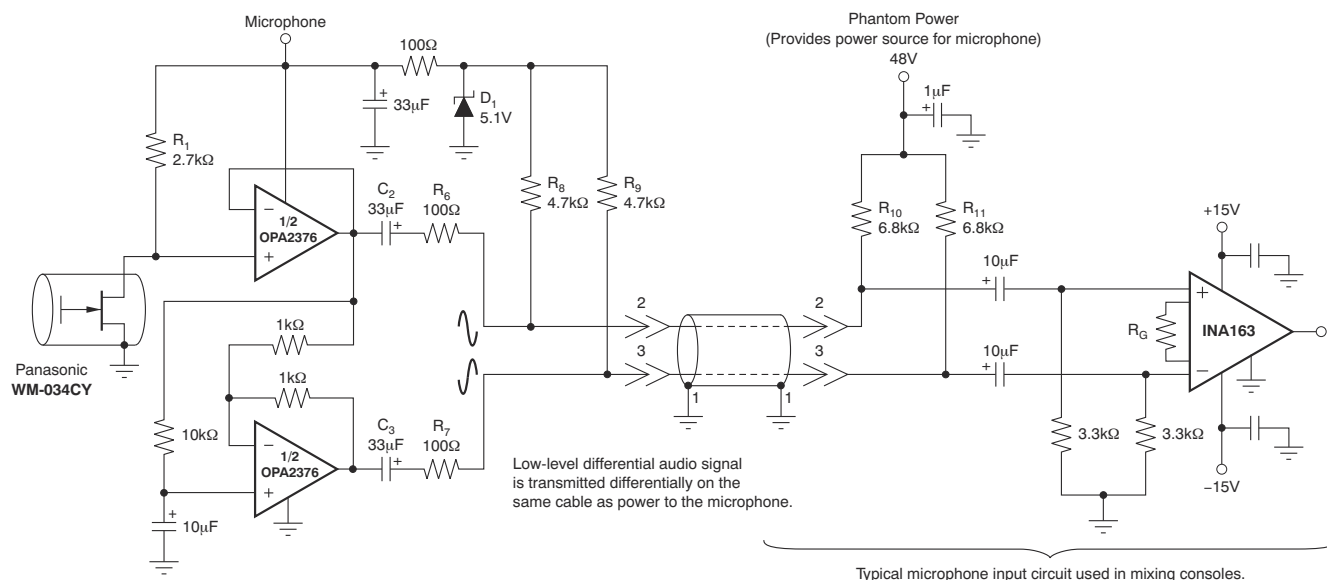 Microphone
Phantom Power
(Provides power source for microphone)
48V
100Ω
+
33μF
D1
5.1V
+
1μF
R1
2.7kΩ
R8
4.7kΩ
R9
4.7kΩ
R10
6.8kΩ
R11
6.8kΩ
+15V
−
1/2
OPA2376
+
C2
33μF
+
R6
100Ω
10μF
+
2
2
+
INA163
−
RG
1kΩ
Panasonic
WM-034CY
3
3
10μF
+
1
1
1kΩ
10kΩ
−
1/2
OPA2376
+
C3
33μF
+
R7
100Ω
3.3kΩ
3.3kΩ
−15V
Low-level differential audio signal
is transmitted differentially on the
same cable as power to the microphone.
+
10μF
Typical microphone input circuit used in mixing consoles.